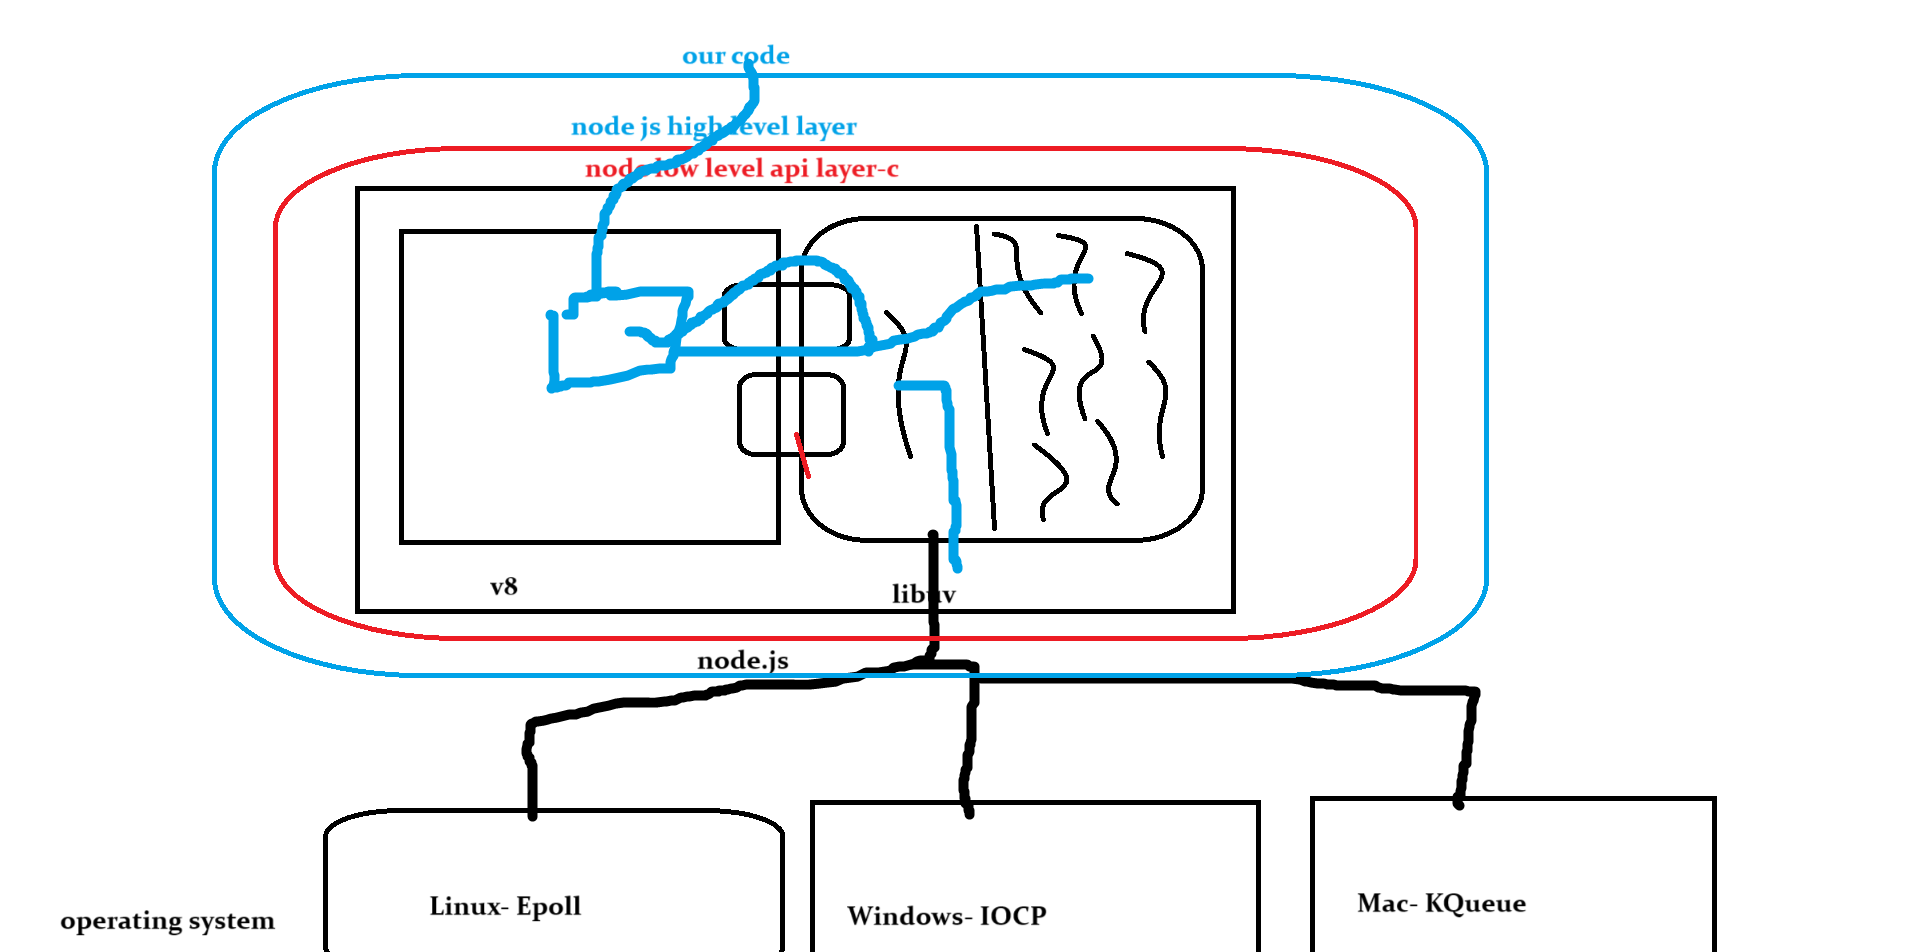 our code
node js high level layer
node low level api layer-c
v8
libuv
node.js
operating system
Linux- Epoll
Windows- IOCP
Mac- KQueue